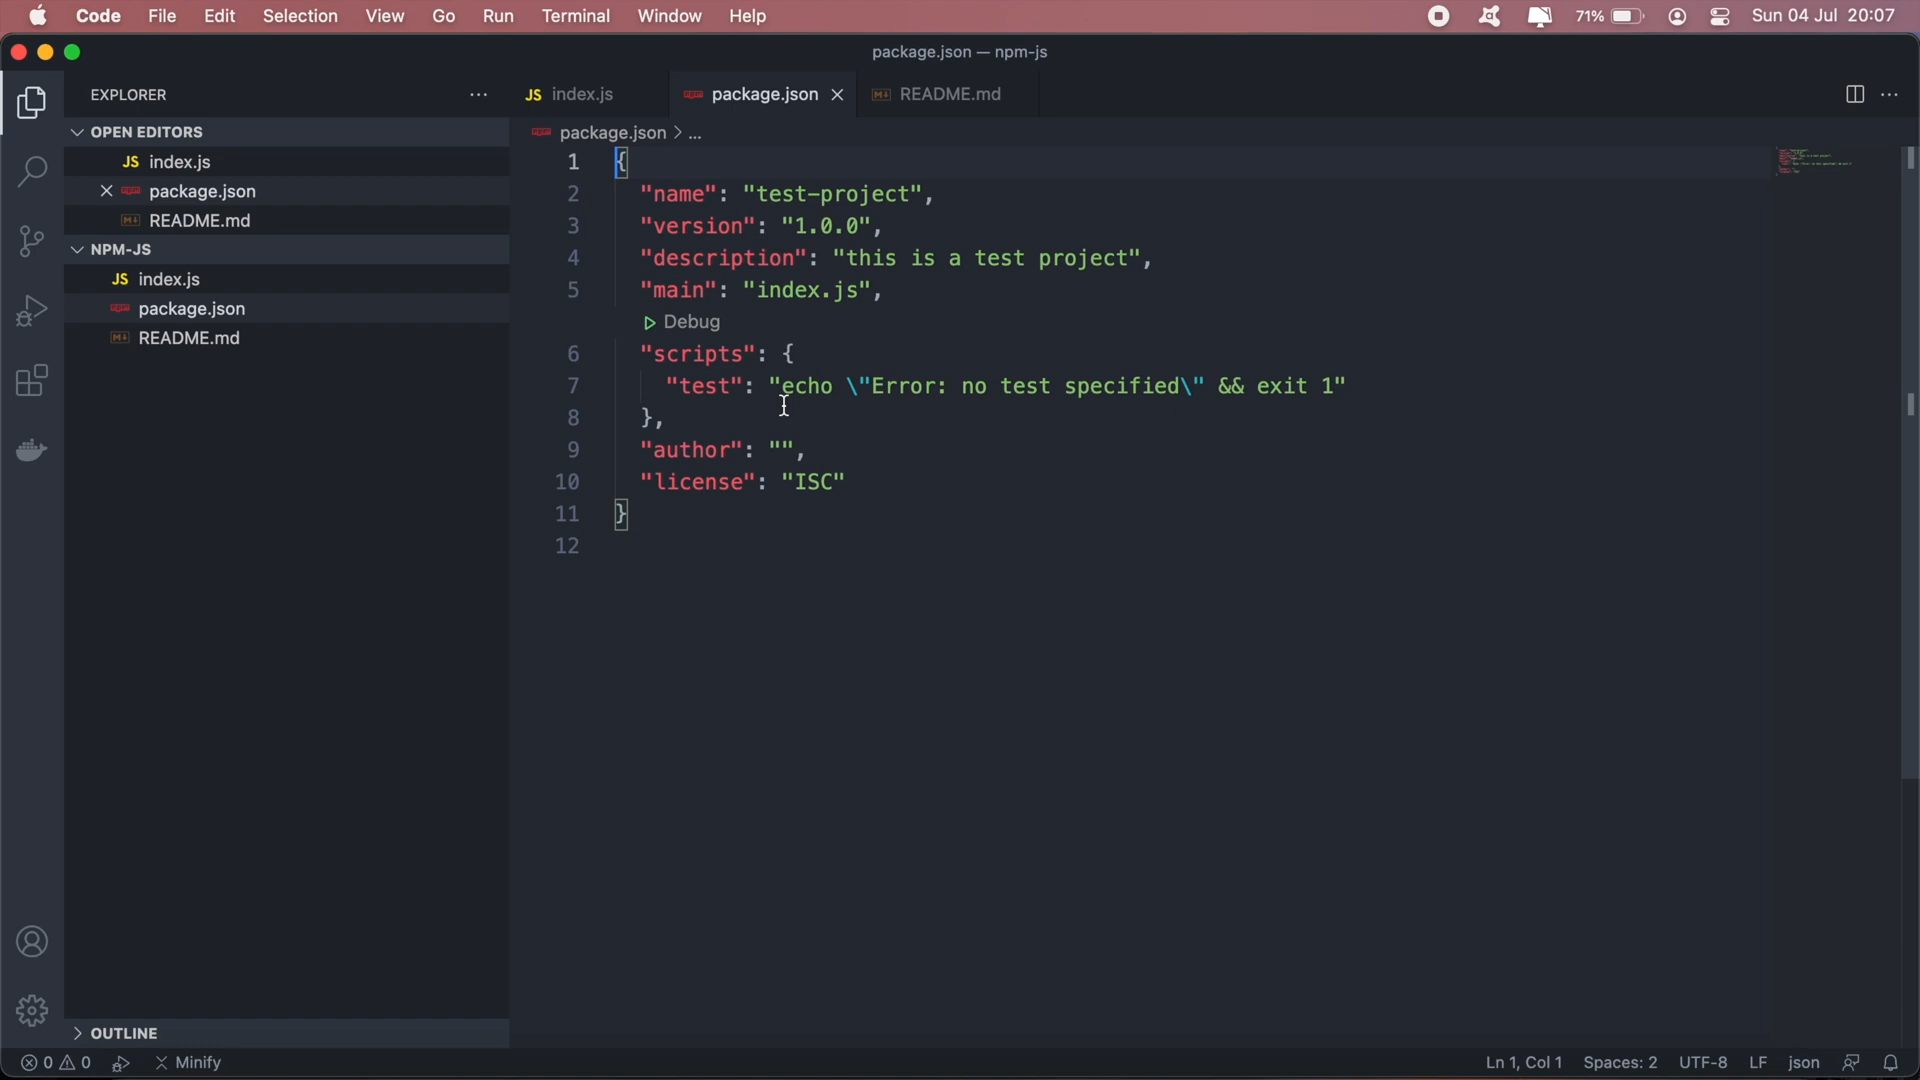 Code File Edit Selection View Go Run Terminal Window Help 71% Sun 04 Jul 20:07
package.json — npm-js
EXPLORER
OPEN EDITORS
JS index.js
package.json
README.md
NPM-JS
JS index.js
package.json
README.md
OUTLINE
JS index.js package.json README.md
package.json > ...
1 {
2 "name": "test-project",
3 "version": "1.0.0",
4 "description": "this is a test project",
5 "main": "index.js",
Debug
6 "scripts": {
7 "test": "echo \"Error: no test specified\" && exit 1"
8 },
9 "author": "",
10 "license": "ISC"
11 }
12
0 0 Minify Ln 1, Col 1 Spaces: 2 UTF-8 LF json